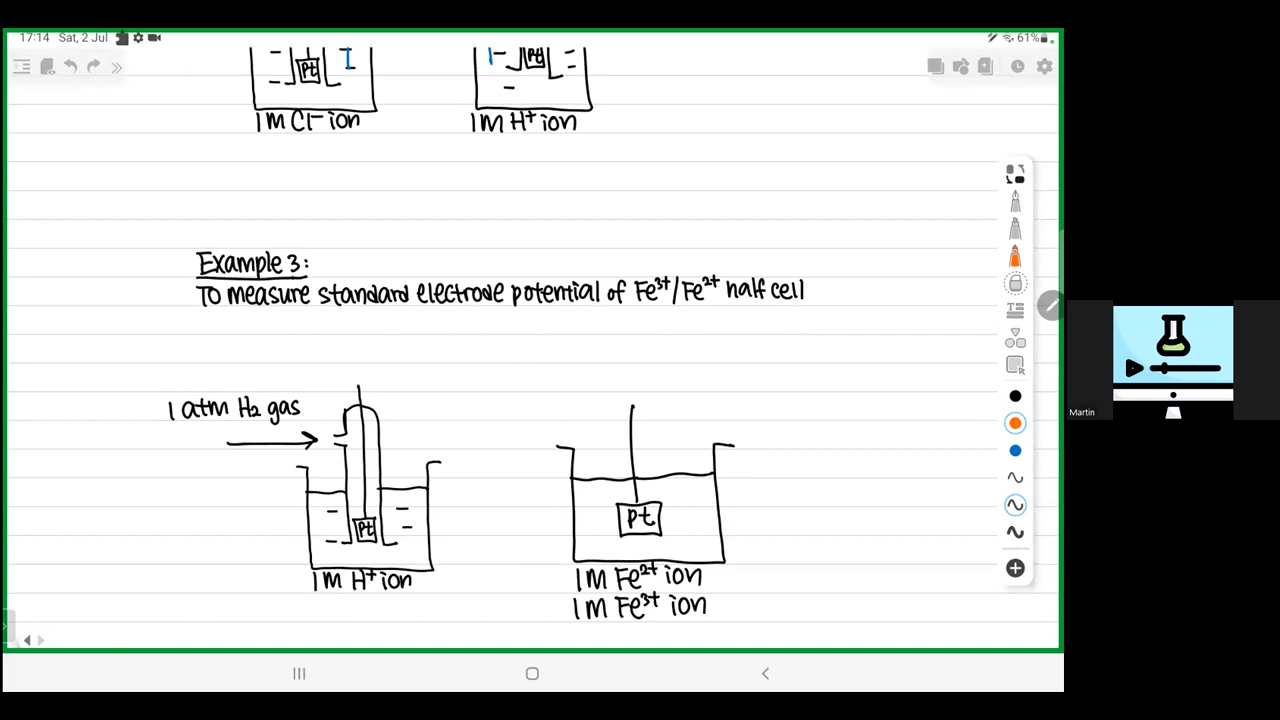 17:14 Sat, 2 Jul
61%
Pt
Pt
1M Cl⁻ ion
1M H⁺ ion
Example 3:
To measure standard electrode potential of Fe³⁺/Fe²⁺ half cell
1 atm H₂ gas
Pt
Pt
1M H⁺ ion
1M Fe²⁺ ion
1M Fe³⁺ ion
Martin